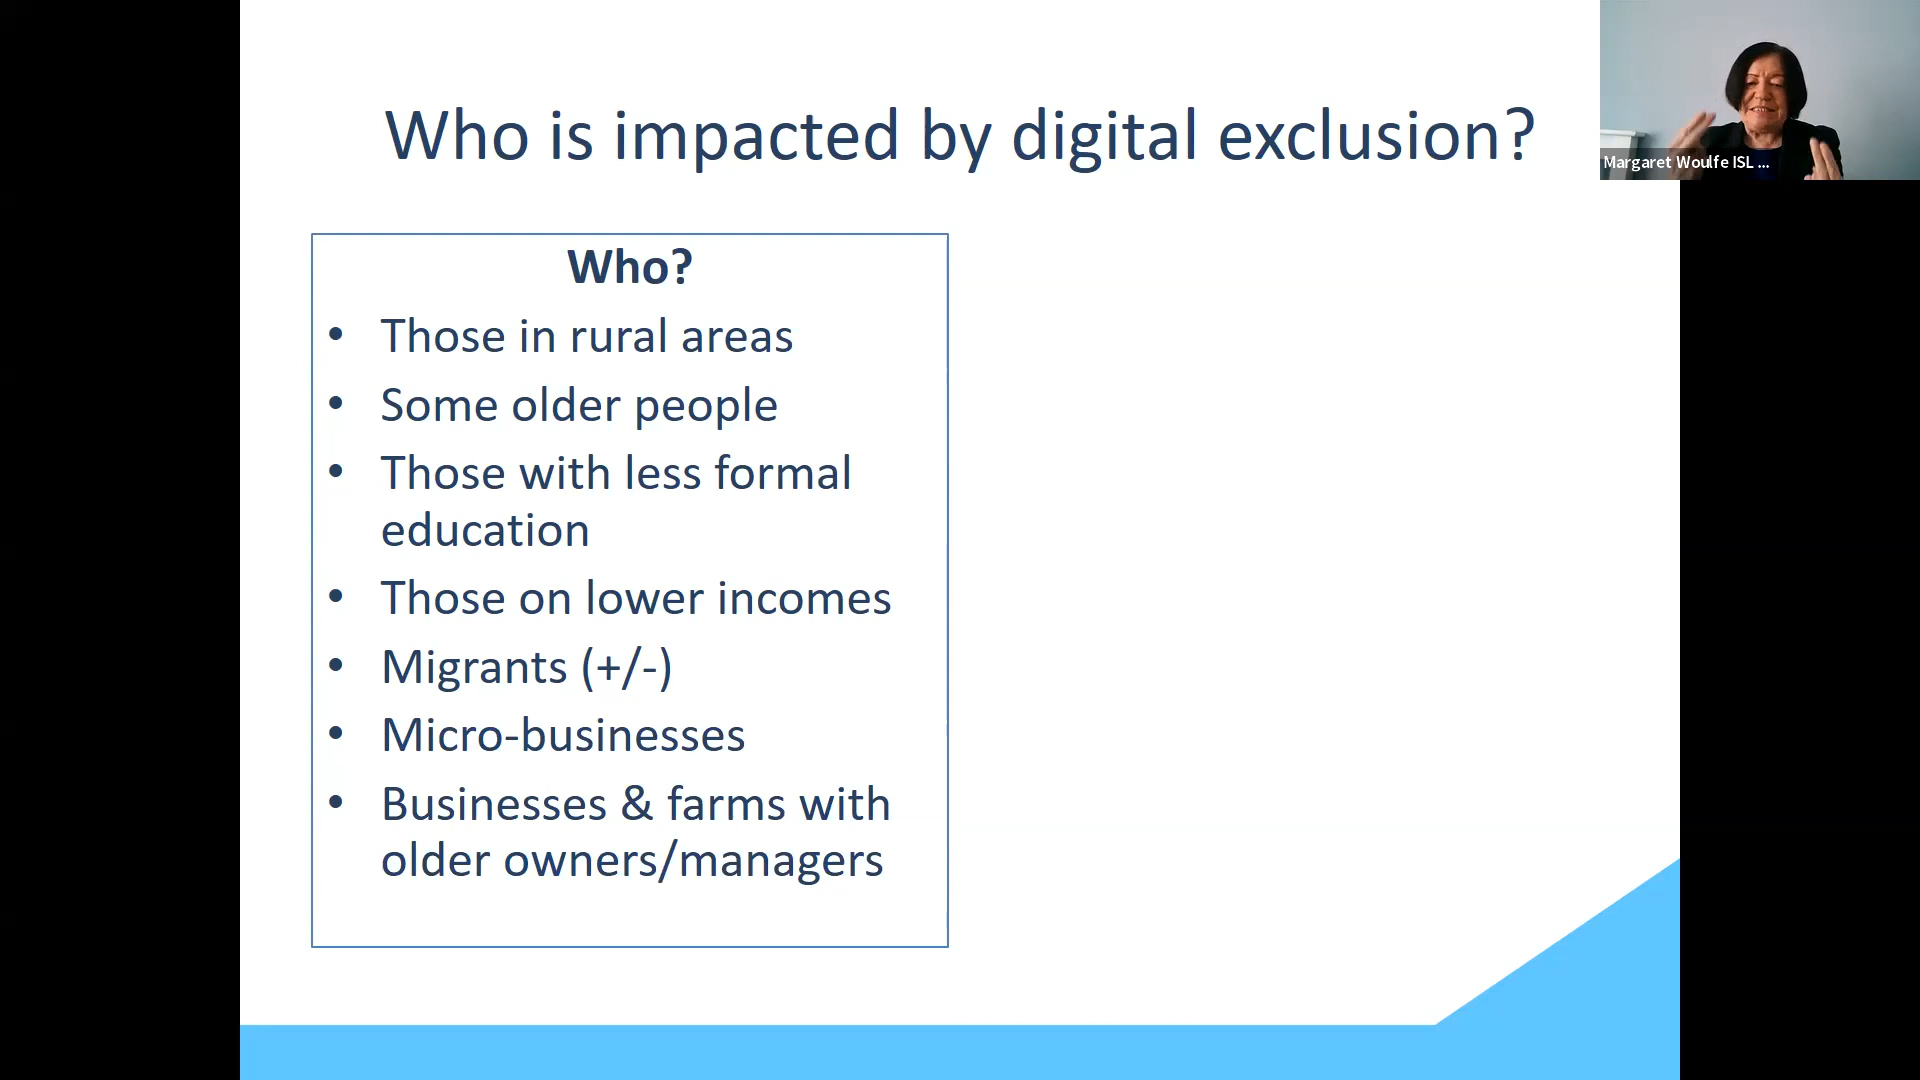 Who is impacted by digital exclusion?
Margaret Woulfe ISL ...
Who?
• Those in rural areas
• Some older people
• Those with less formal
education
• Those on lower incomes
• Migrants (+/-)
• Micro-businesses
• Businesses & farms with
older owners/managers